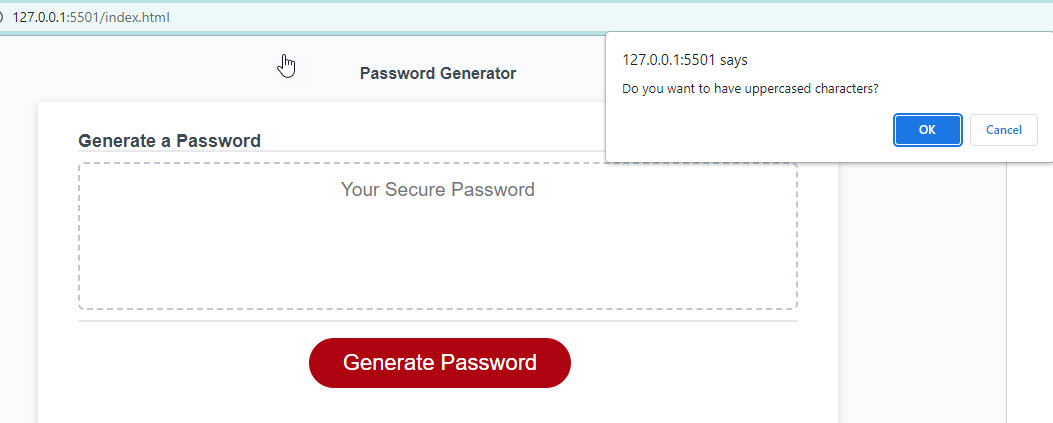 127.0.0.1:5501/index.html
127.0.0.1:5501 says
Do you want to have uppercased characters?
OK
Cancel
Password Generator
Generate a Password
Your Secure Password
Generate Password